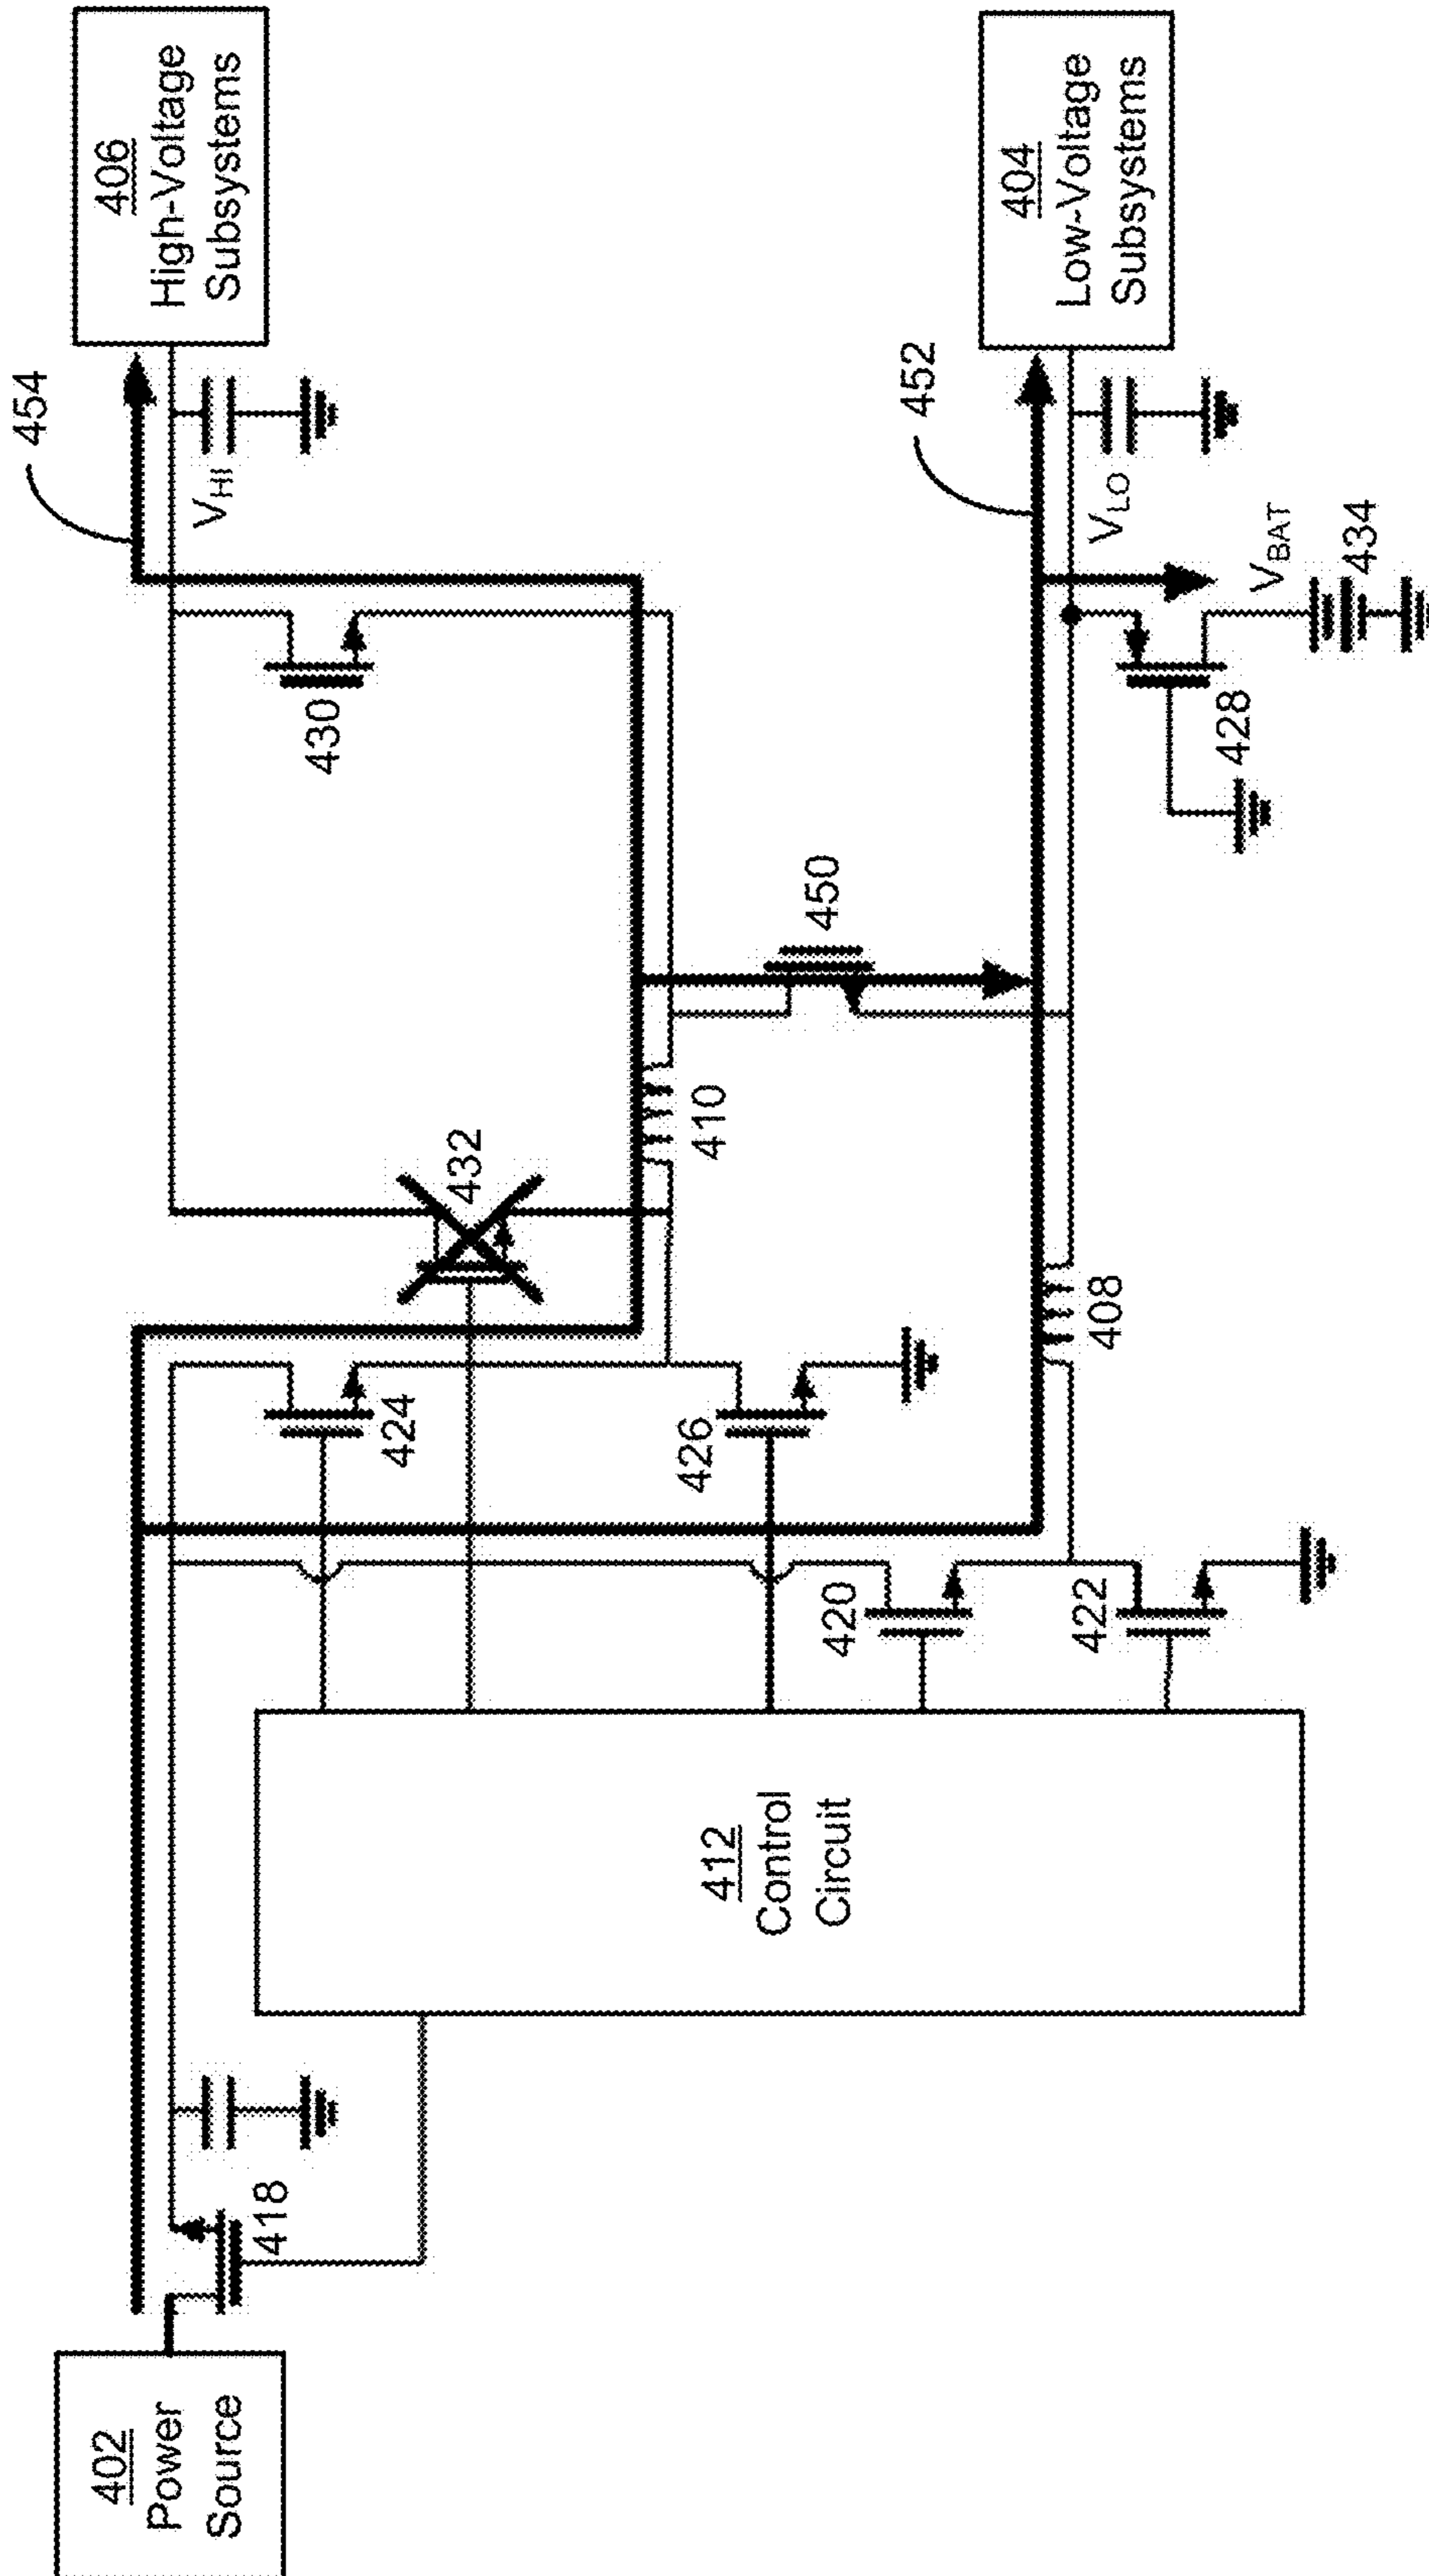 402
Power
Source
418
412
Control
Circuit
424
432
426
420
422
410
408
450
430
454
V_HI
406
High-Voltage
Subsystems
452
V_LO
404
Low-Voltage
Subsystems
428
V_BAT
434